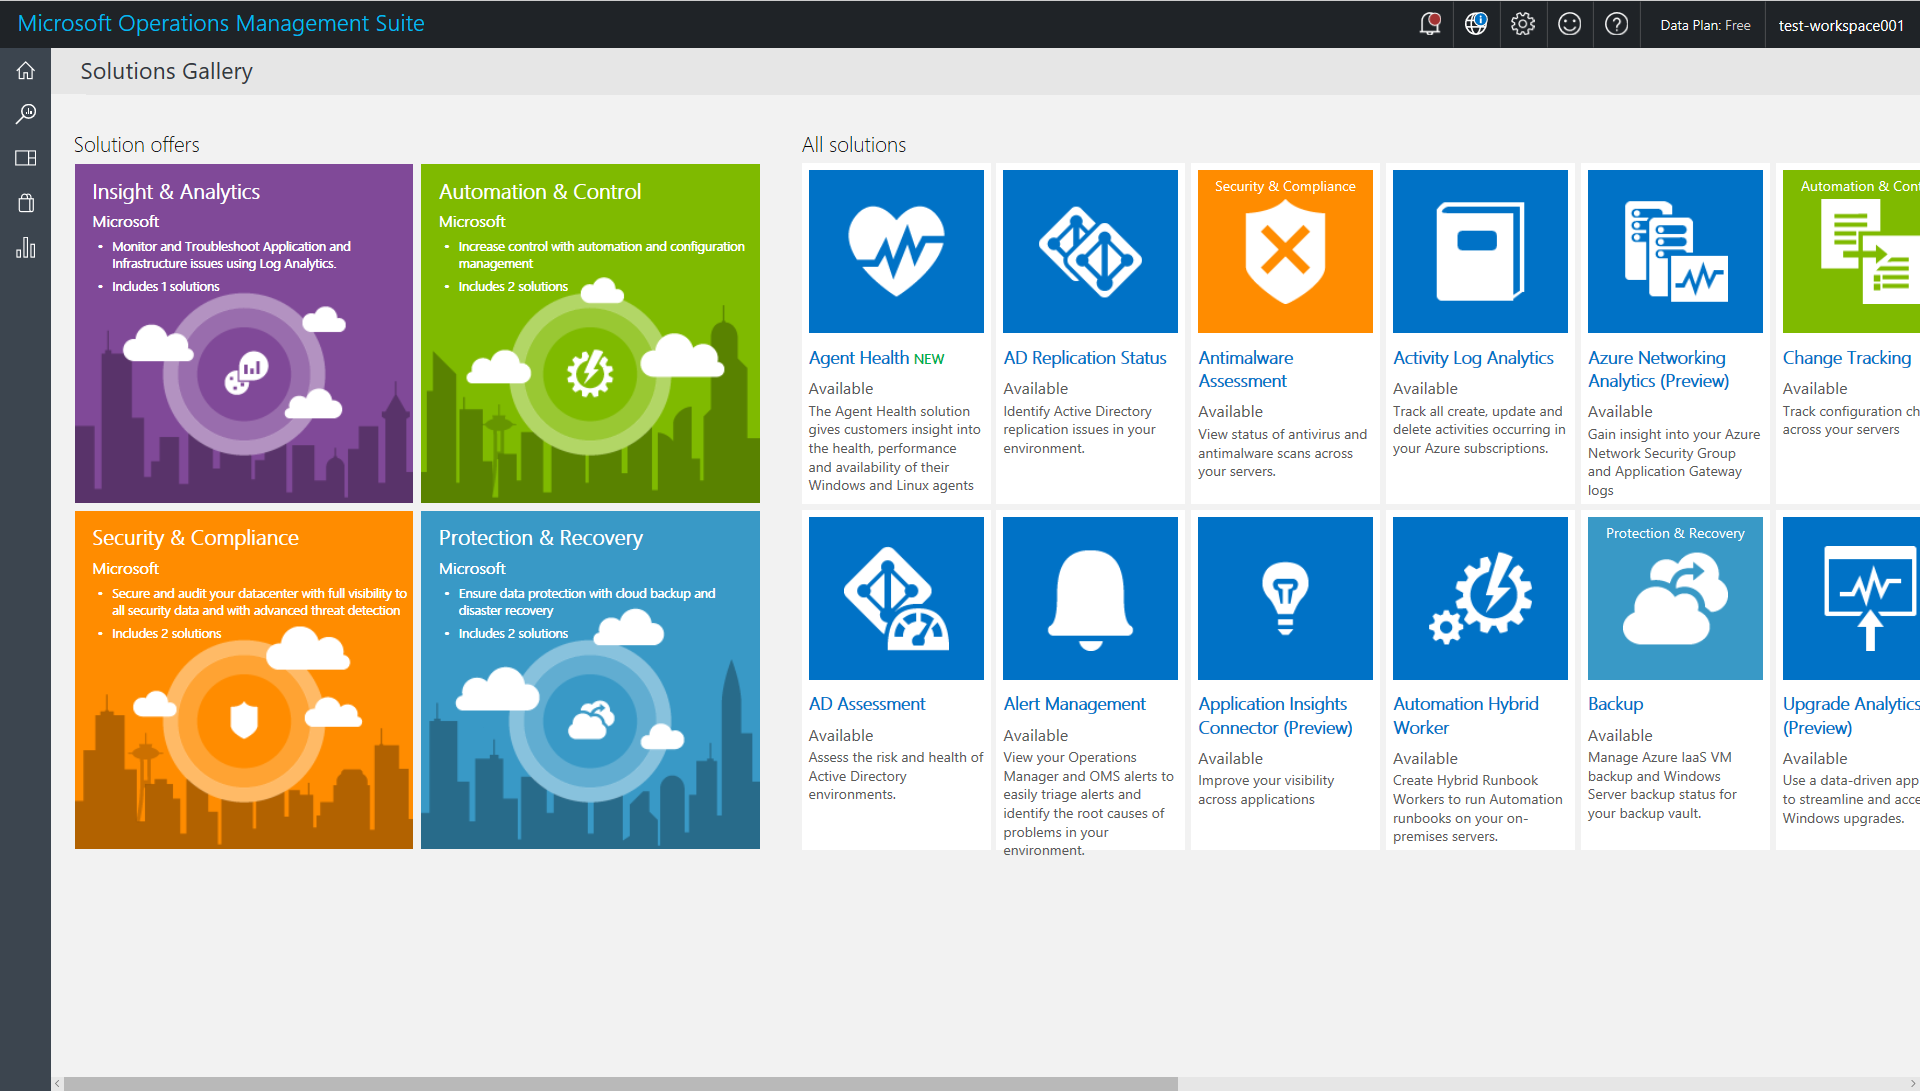 Microsoft Operations Management Suite
Data Plan: Free
test-workspace001
Solutions Gallery
Solution offers
Insight & Analytics
Microsoft
• Monitor and Troubleshoot Application and
Infrastructure issues using Log Analytics.
• Includes 1 solutions
Automation & Control
Microsoft
• Increase control with automation and configuration
management
• Includes 2 solutions
Security & Compliance
Microsoft
• Secure and audit your datacenter with full visibility to
all security data and with advanced threat detection
• Includes 2 solutions
Protection & Recovery
Microsoft
• Ensure data protection with cloud backup and
disaster recovery
• Includes 2 solutions
All solutions
Agent Health NEW
Available
The Agent Health solution
gives customers insight into
the health, performance
and availability of their
Windows and Linux agents
AD Replication Status
Available
Identify Active Directory
replication issues in your
environment.
Security & Compliance
Antimalware
Assessment
Available
View status of antivirus and
antimalware scans across
your servers.
Activity Log Analytics
Available
Track all create, update and
delete activities occurring in
your Azure subscriptions.
Azure Networking
Analytics (Preview)
Available
Gain insight into your Azure
Network Security Group
and Application Gateway
logs
Automation & Cont
Change Tracking
Available
Track configuration ch
across your servers
AD Assessment
Available
Assess the risk and health of
Active Directory
environments.
Alert Management
Available
View your Operations
Manager and OMS alerts to
easily triage alerts and
identify the root causes of
problems in your
environment.
Application Insights
Connector (Preview)
Available
Improve your visibility
across applications
Automation Hybrid
Worker
Available
Create Hybrid Runbook
Workers to run Automation
runbooks on your on-
premises servers.
Protection & Recovery
Backup
Available
Manage Azure IaaS VM
backup and Windows
Server backup status for
your backup vault.
Upgrade Analytics
(Preview)
Available
Use a data-driven app
to streamline and acce
Windows upgrades.